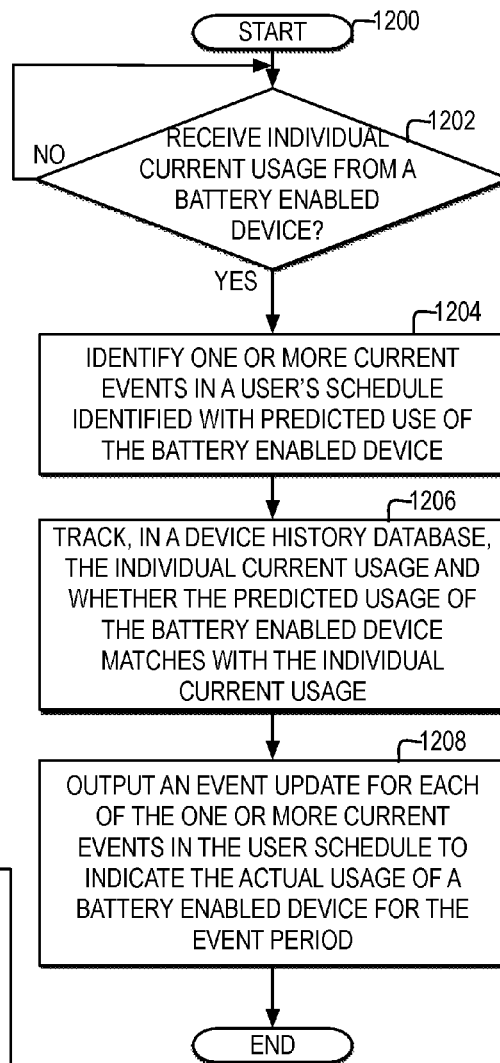 START
1200
1202
RECEIVE INDIVIDUAL
CURRENT USAGE FROM A
BATTERY ENABLED
DEVICE?
NO
YES
1204
IDENTIFY ONE OR MORE CURRENT
EVENTS IN A USER'S SCHEDULE
IDENTIFIED WITH PREDICTED USE OF
THE BATTERY ENABLED DEVICE
1206
TRACK, IN A DEVICE HISTORY DATABASE,
THE INDIVIDUAL CURRENT USAGE AND
WHETHER THE PREDICTED USAGE OF
THE BATTERY ENABLED DEVICE
MATCHES WITH THE INDIVIDUAL
CURRENT USAGE
1208
OUTPUT AN EVENT UPDATE FOR EACH
OF THE ONE OR MORE CURRENT
EVENTS IN THE USER SCHEDULE TO
INDICATE THE ACTUAL USAGE OF A
BATTERY ENABLED DEVICE FOR THE
EVENT PERIOD
END